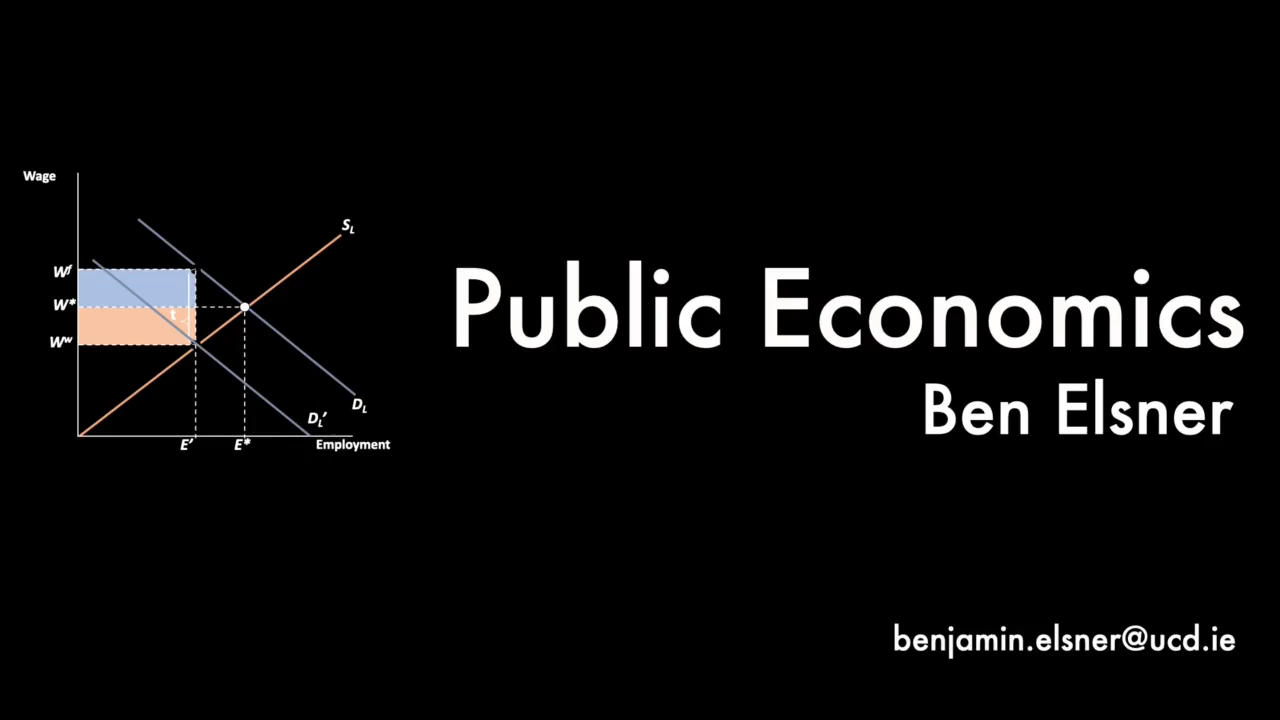 Wage
S_L
W^f
W*
t
W^w
D_L
D_L'
E'
E*
Employment
Public Economics
Ben Elsner
benjamin.elsner@ucd.ie